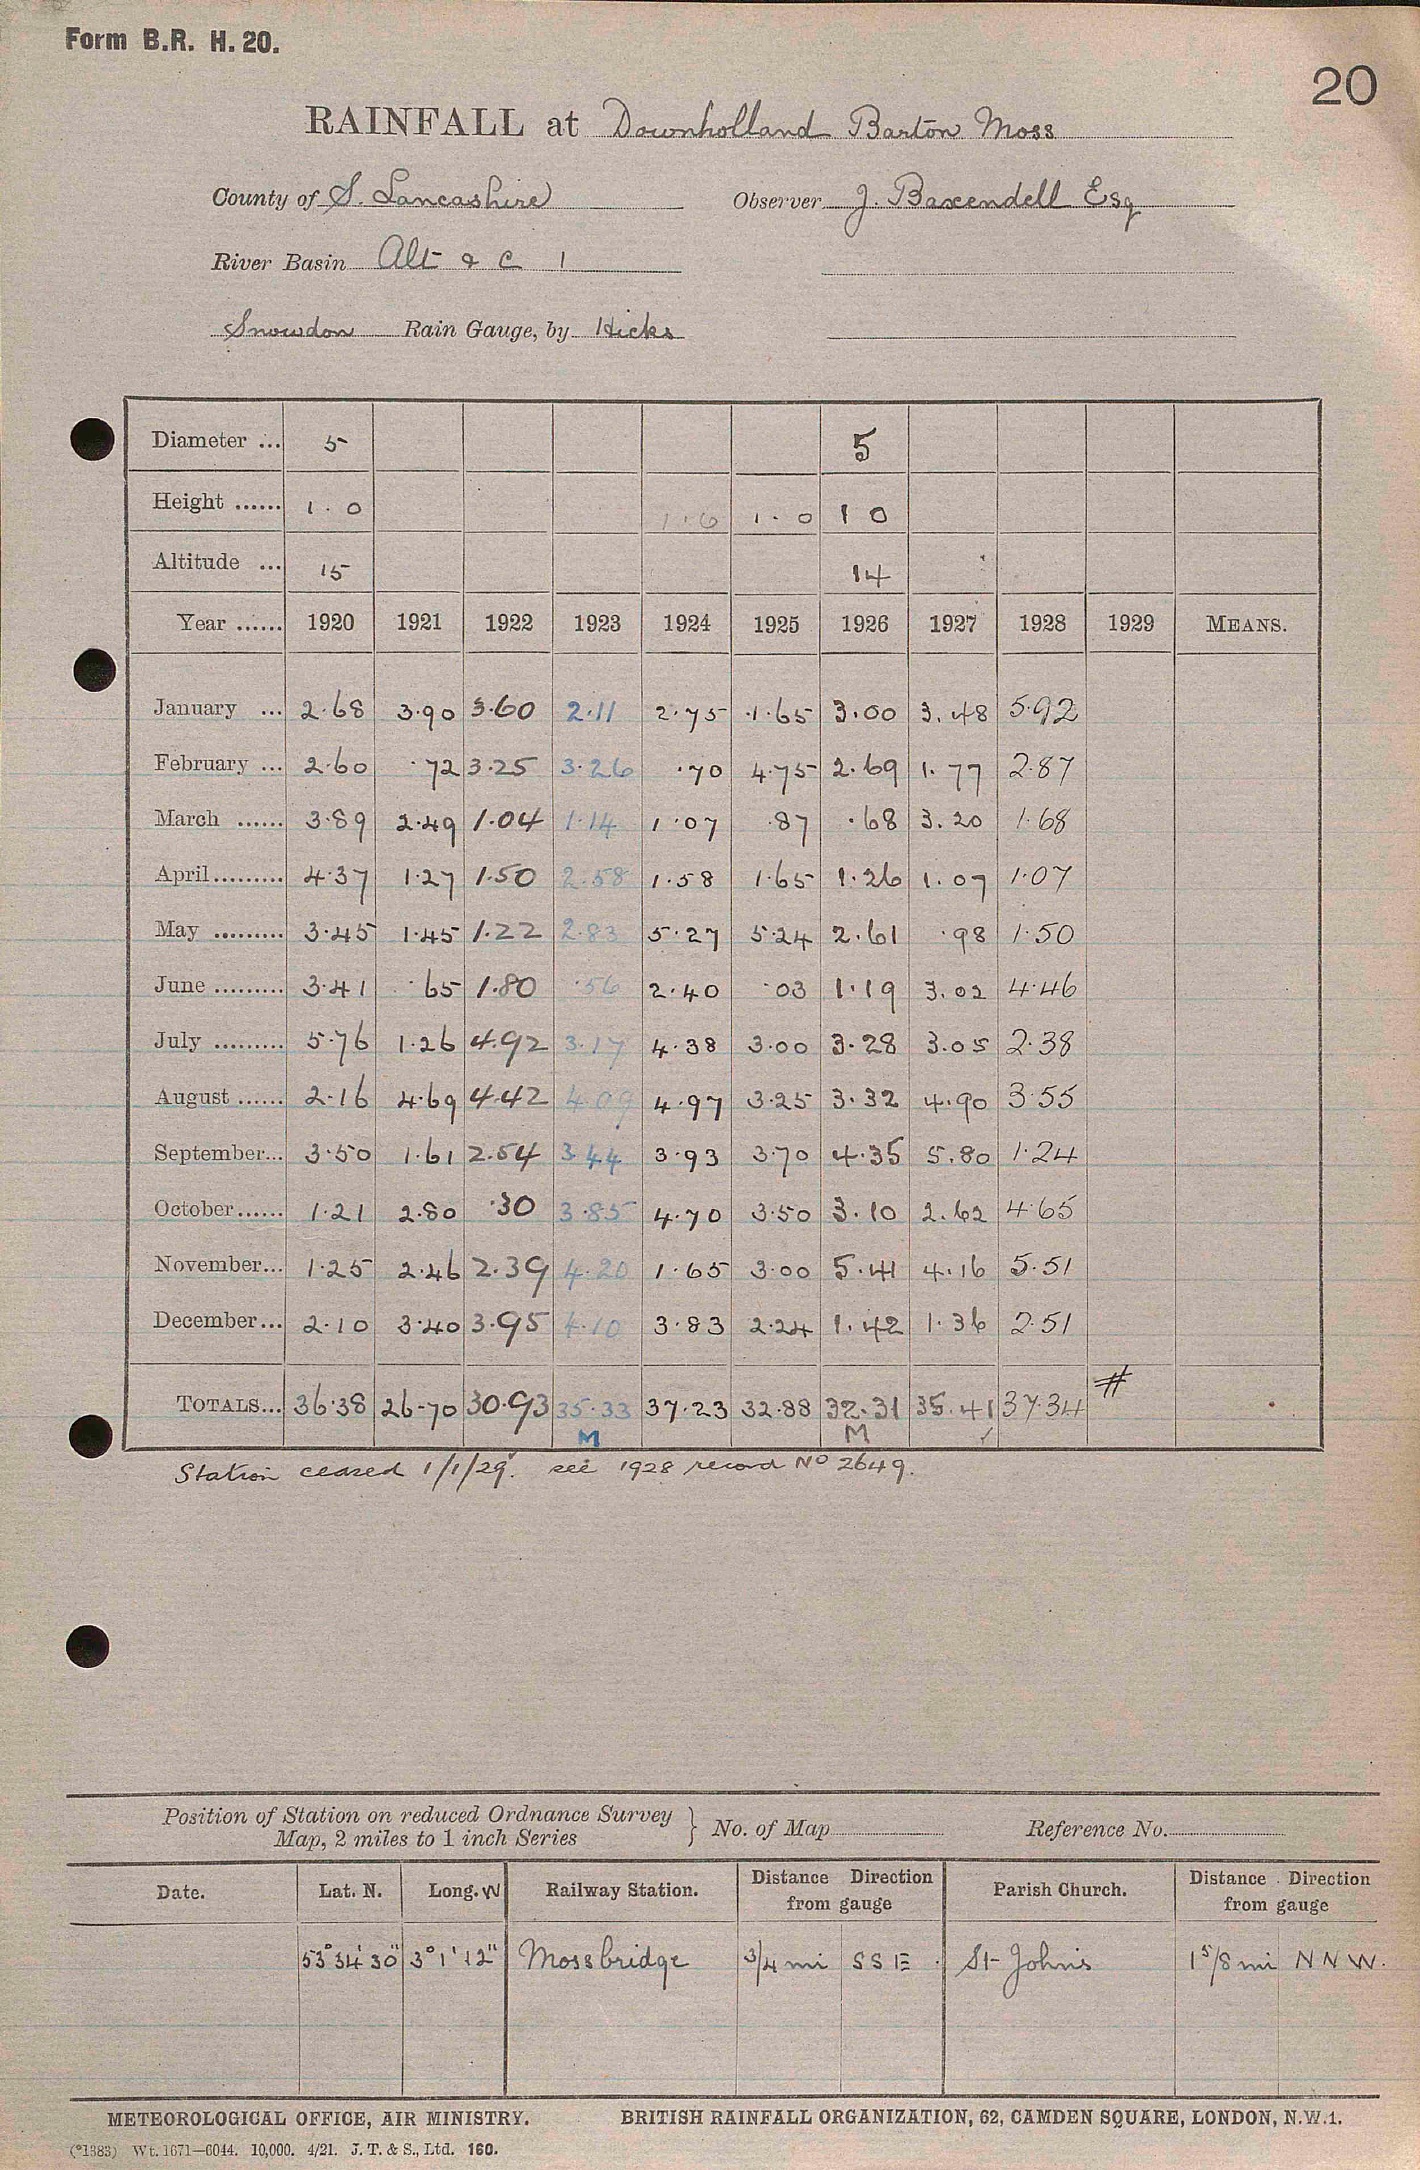 Form B.R. H. 20.
20
RAINFALL at Downholland Barton Moss
County of S. Lancashire Observer J. Baxendell Esq
River Basin Alt & c 1
Snowdon Rain Gauge, by Hicks
Diameter ... 5 5
Height ...... 1.0 1.0 1.0 1 0
Altitude ... 15 14
Year ...... 1920 1921 1922 1923 1924 1925 1926 1927 1928 1929 MEANS.
January ... 2.68 3.90 3.60 2.11 2.75 1.65 3.00 3.48 5.92
February ... 2.60 .72 3.25 3.26 .70 4.75 2.69 1.77 2.87
March ...... 3.89 2.49 1.04 1.14 1.07 .87 .68 3.20 1.68
April......... 4.37 1.27 1.50 2.58 1.58 1.65 1.26 1.07 1.07
May ......... 3.45 1.45 1.22 2.83 5.27 5.24 2.61 .98 1.50
June ......... 3.41 .65 1.80 .56 2.40 .03 1.19 3.02 4.46
July ......... 5.76 1.26 4.92 3.17 4.38 3.00 3.28 3.05 2.38
August ...... 2.16 4.69 4.42 4.09 4.97 3.25 3.32 4.90 3.55
September... 3.50 1.61 2.54 3.44 3.93 3.70 4.35 5.80 1.24
October...... 1.21 2.80 .30 3.85 4.70 3.50 3.10 2.62 4.65
November... 1.25 2.46 2.39 4.20 1.65 3.00 5.41 4.16 5.51
December... 2.10 3.40 3.95 4.10 3.83 2.24 1.42 1.36 2.51
TOTALS... 36.38 26.70 30.93 35.33 37.23 32.88 32.31 35.41 37.34 #
M M ✓
Station ceased 1/1/29. see 1928 record No 2649.
Position of Station on reduced Ordnance Survey
Map, 2 miles to 1 inch Series } No. of Map Reference No.
Date. Lat. N. Long. W Railway Station. Distance Direction from gauge Parish Church. Distance Direction from gauge
53° 34' 30" 3° 1' 12" Mossbridge 3/4 mi S S E St Johns 1 5/8 mi N N W.
METEOROLOGICAL OFFICE, AIR MINISTRY. BRITISH RAINFALL ORGANIZATION, 62, CAMDEN SQUARE, LONDON, N.W.1.
(*1383) Wt. 1671—6044. 10,000. 4/21. J. T. & S., Ltd. 160.